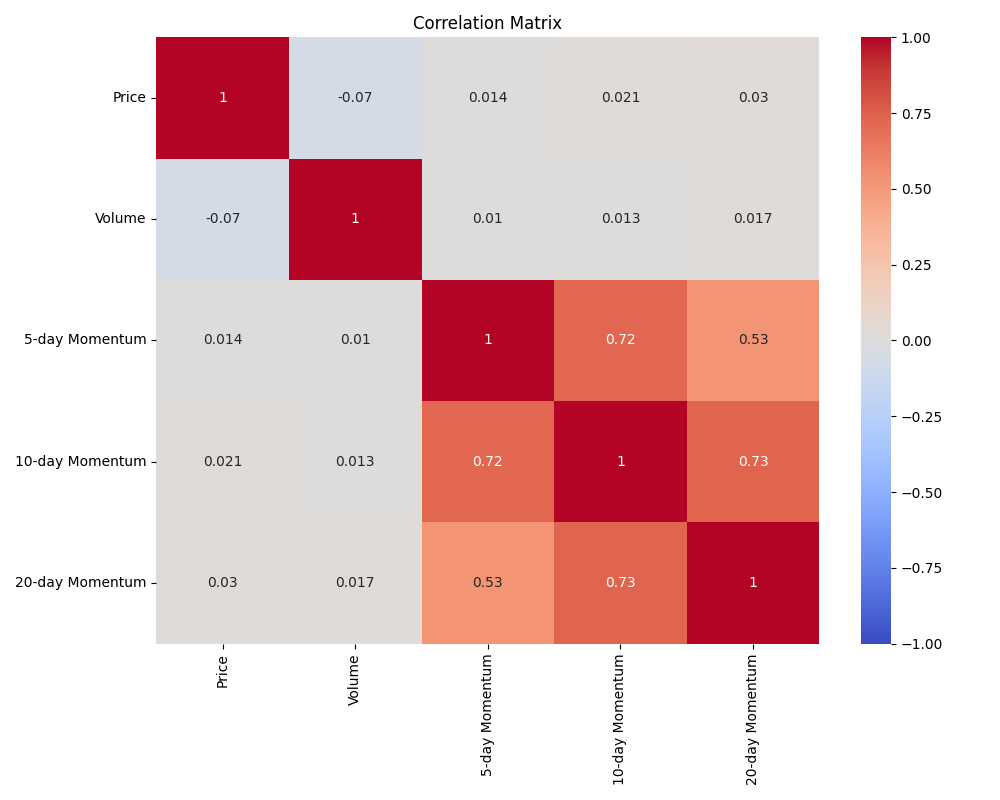 Correlation Matrix
Price 1 -0.07 0.014 0.021 0.03
Volume -0.07 1 0.01 0.013 0.017
5-day Momentum 0.014 0.01 1 0.72 0.53
10-day Momentum 0.021 0.013 0.72 1 0.73
20-day Momentum 0.03 0.017 0.53 0.73 1
Price
Volume
5-day Momentum
10-day Momentum
20-day Momentum
1.00
0.75
0.50
0.25
0.00
−0.25
−0.50
−0.75
−1.00